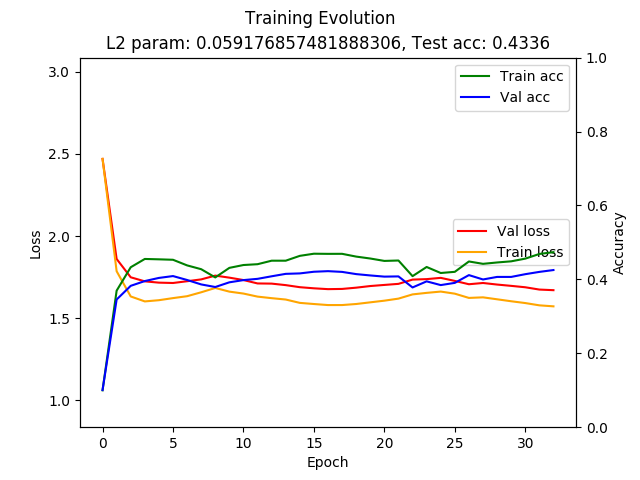 Training Evolution
L2 param: 0.059176857481888306, Test acc: 0.4336
Train acc
Val acc
Val loss
Train loss
Loss
3.0
2.5
2.0
1.5
1.0
Accuracy
1.0
0.8
0.6
0.4
0.2
0.0
0 5 10 15 20 25 30
Epoch